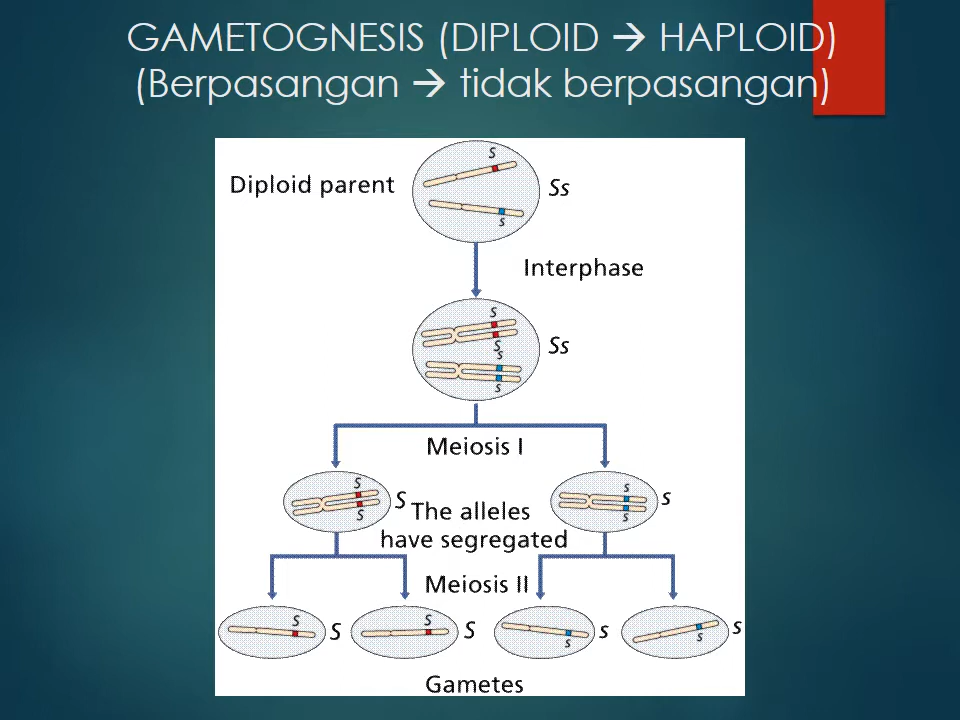 GAMETOGNESIS (DIPLOID → HAPLOID)
(Berpasangan → tidak berpasangan)
S
Diploid parent
Ss
s
Interphase
S
S
Ss
s
s
Meiosis I
S
S
S
The alleles
have segregated
s
s
s
Meiosis II
S
S
S
S
s
s
s
s
Gametes